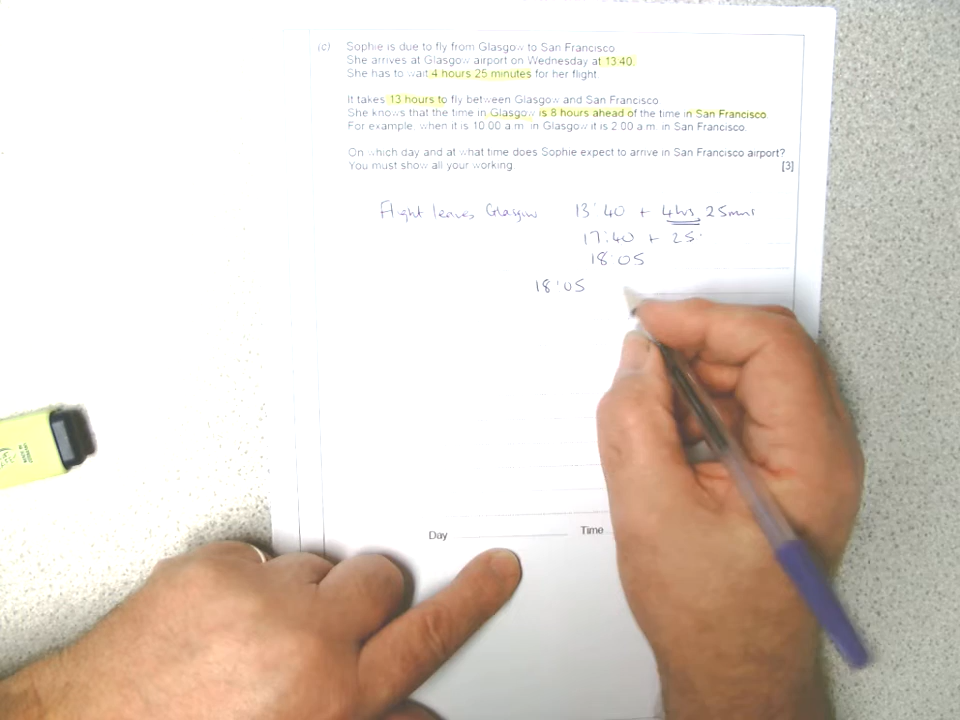 (c) Sophie is due to fly from Glasgow to San Francisco
She arrives at Glasgow airport on Wednesday at 13 40.
She has to wait 4 hours 25 minutes for her flight.
It takes 13 hours to fly between Glasgow and San Francisco
She knows that the time in Glasgow is 8 hours ahead of the time in San Francisco.
For example, when it is 10 00 a.m. in Glasgow it is 2 00 a.m. in San Francisco.
On which day and at what time does Sophie expect to arrive in San Francisco airport?
You must show all your working. [3]
Flight leaves Glasgow 13:40 + 4hrs 25mins
17:40 + 25
18:05
18:05
Day Time